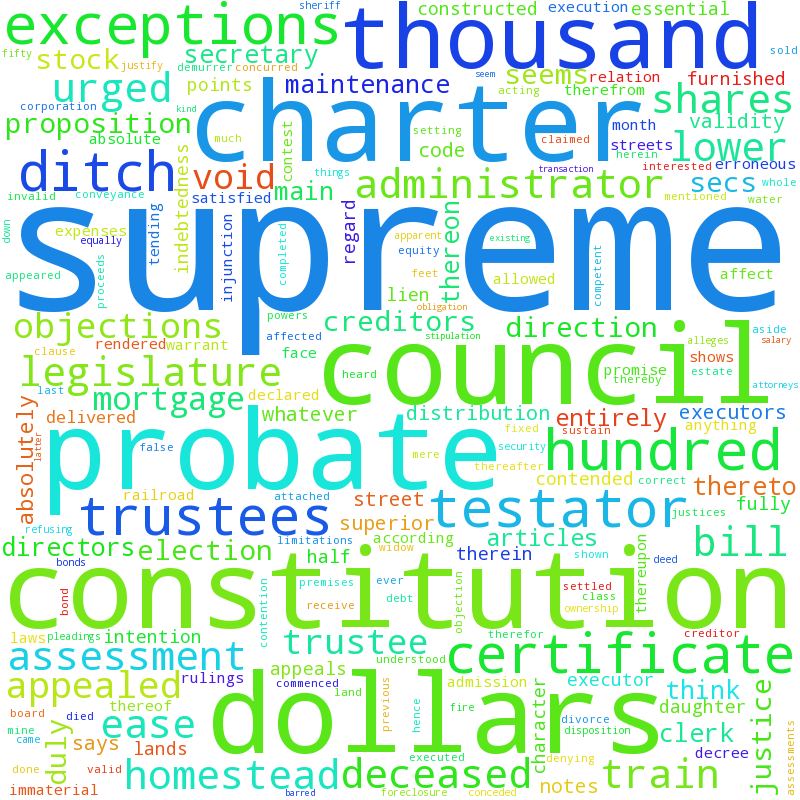 sheriff constructed execution essential
exceptions thousand
fifty stock justify demurrer concurred secretary seems relation sold
corporation urged points maintenance seem acting therefrom furnished
kind charter shares
proposition absolute much contest setting code claimed month streets validity
herein lower
ditch void main things transaction interested erroneous
invalid conveyance satisfied administrator secs mentioned whole water
indebtedness
supreme
down expenses tending equally injunction completed regard apparent thereon existing competent
appeared proceeds equity feet allowed affect
powers lien obligation
objections affected creditors direction aside
rendered warrant stipulation alleges salary
clause face shows
legislature last heard council promise estate
thereby attorneys
mortgage declared
delivered whatever distribution entirely executors
absolutely latter probate false fixed sustain anything
mere security hundred
thereafter correct
railroad attached contended thereto
refusing trustees street testator fully
limitations superior justices
according articles bill
directors election half widow therein shown deed thereupon
bonds
constitution
bond premises ever objection settled class
receive debt ownership
laws pleadings intention contention therefor creditor
trustee certificate
assessment rulings appeals understood
commenced executor think
appealed land admission
thereof previous character daughter
board died hence fire divorce clerk justice
mine came duly says ease lands dollars disposition decree
done valid executed denying assessments
immaterial homestead deceased notes train
barred foreclosure conceded